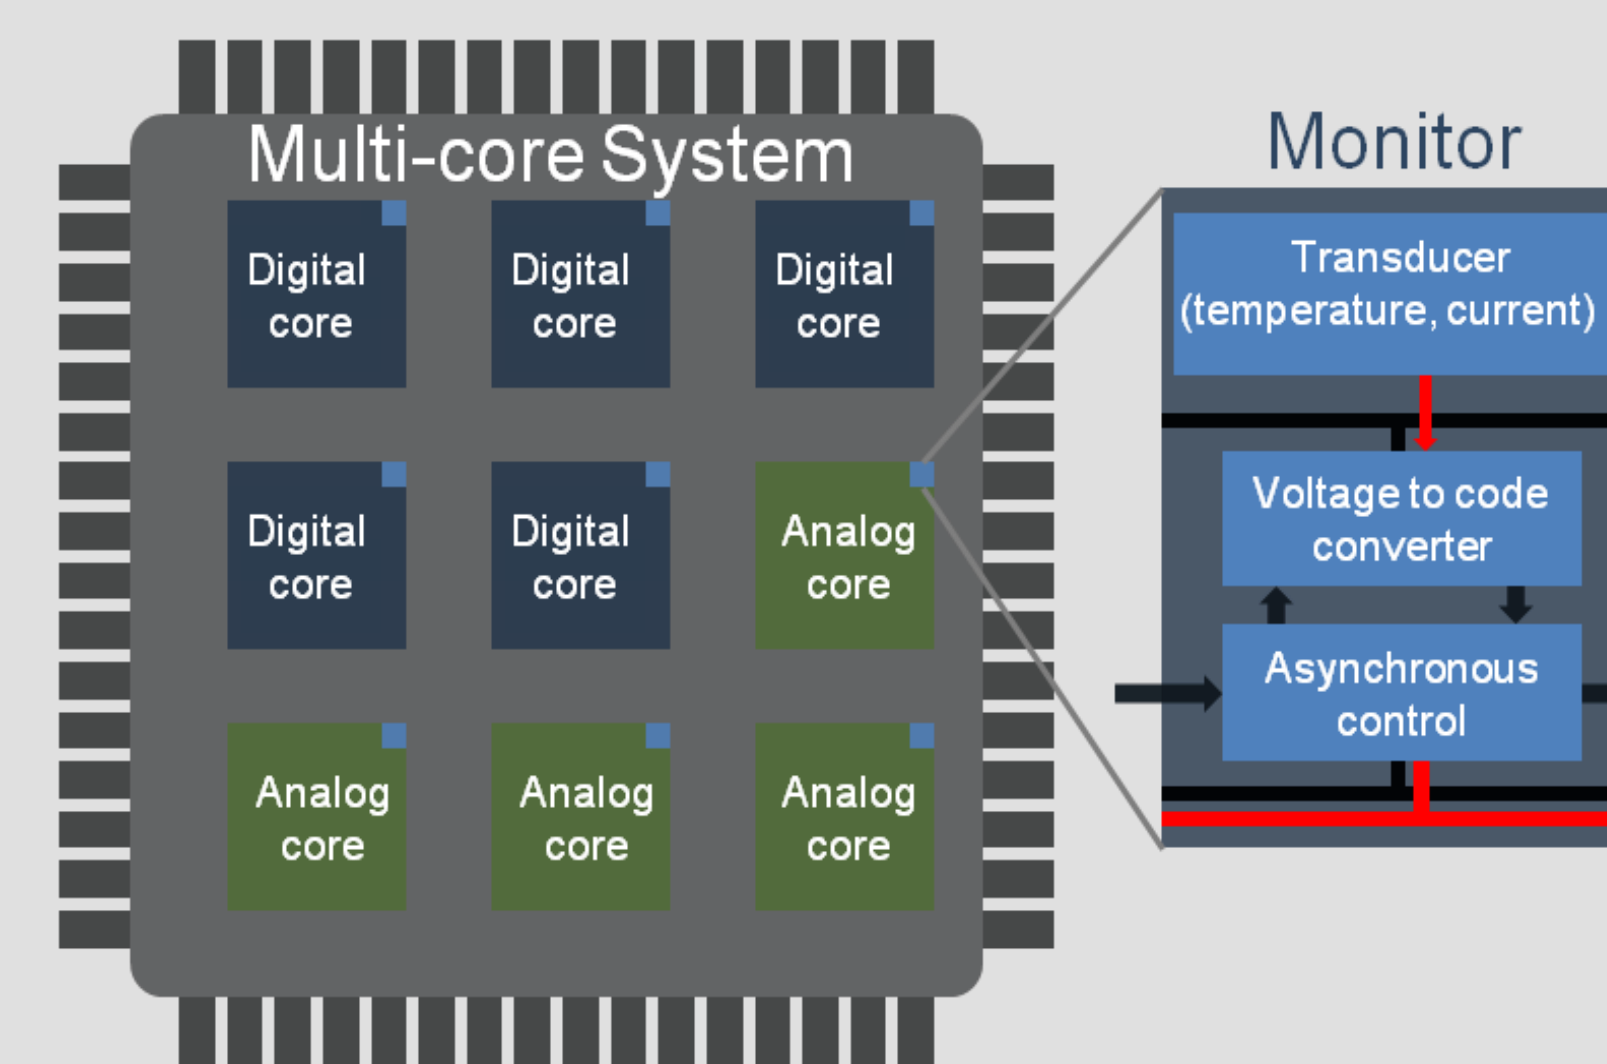 Multi-core System
Digital
core
Digital
core
Digital
core
Digital
core
Digital
core
Analog
core
Analog
core
Analog
core
Analog
core
Monitor
Transducer
(temperature, current)
Voltage to code
converter
Asynchronous
control